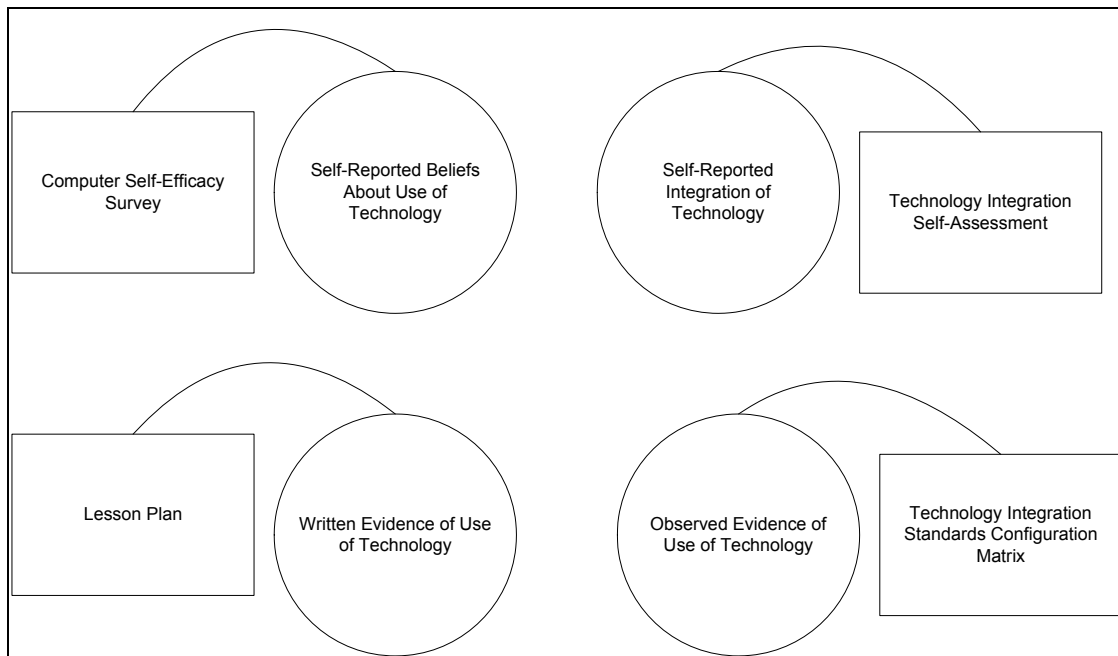 Computer Self-Efficacy
Survey
Self-Reported Beliefs
About Use of
Technology
Self-Reported
Integration of
Technology
Technology Integration
Self-Assessment
Lesson Plan
Written Evidence of Use
of Technology
Observed Evidence of
Use of Technology
Technology Integration
Standards Configuration
Matrix